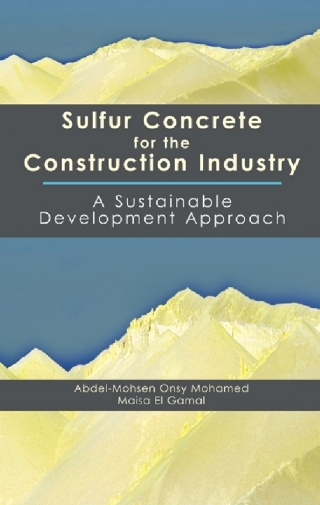 Sulfur Concrete
for the
Construction Industry
A Sustainable
Development Approach
Abdel-Mohsen Onsy Mohamed
Maisa El Gamal